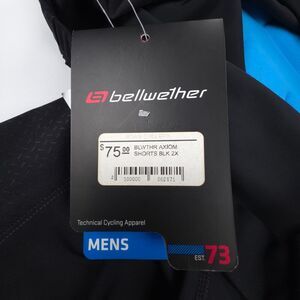 bellwether
$75.00
BLWTHR AXIOM
SHORTS BLK 2X
Technical Cycling Apparel
MENS
EST. 73